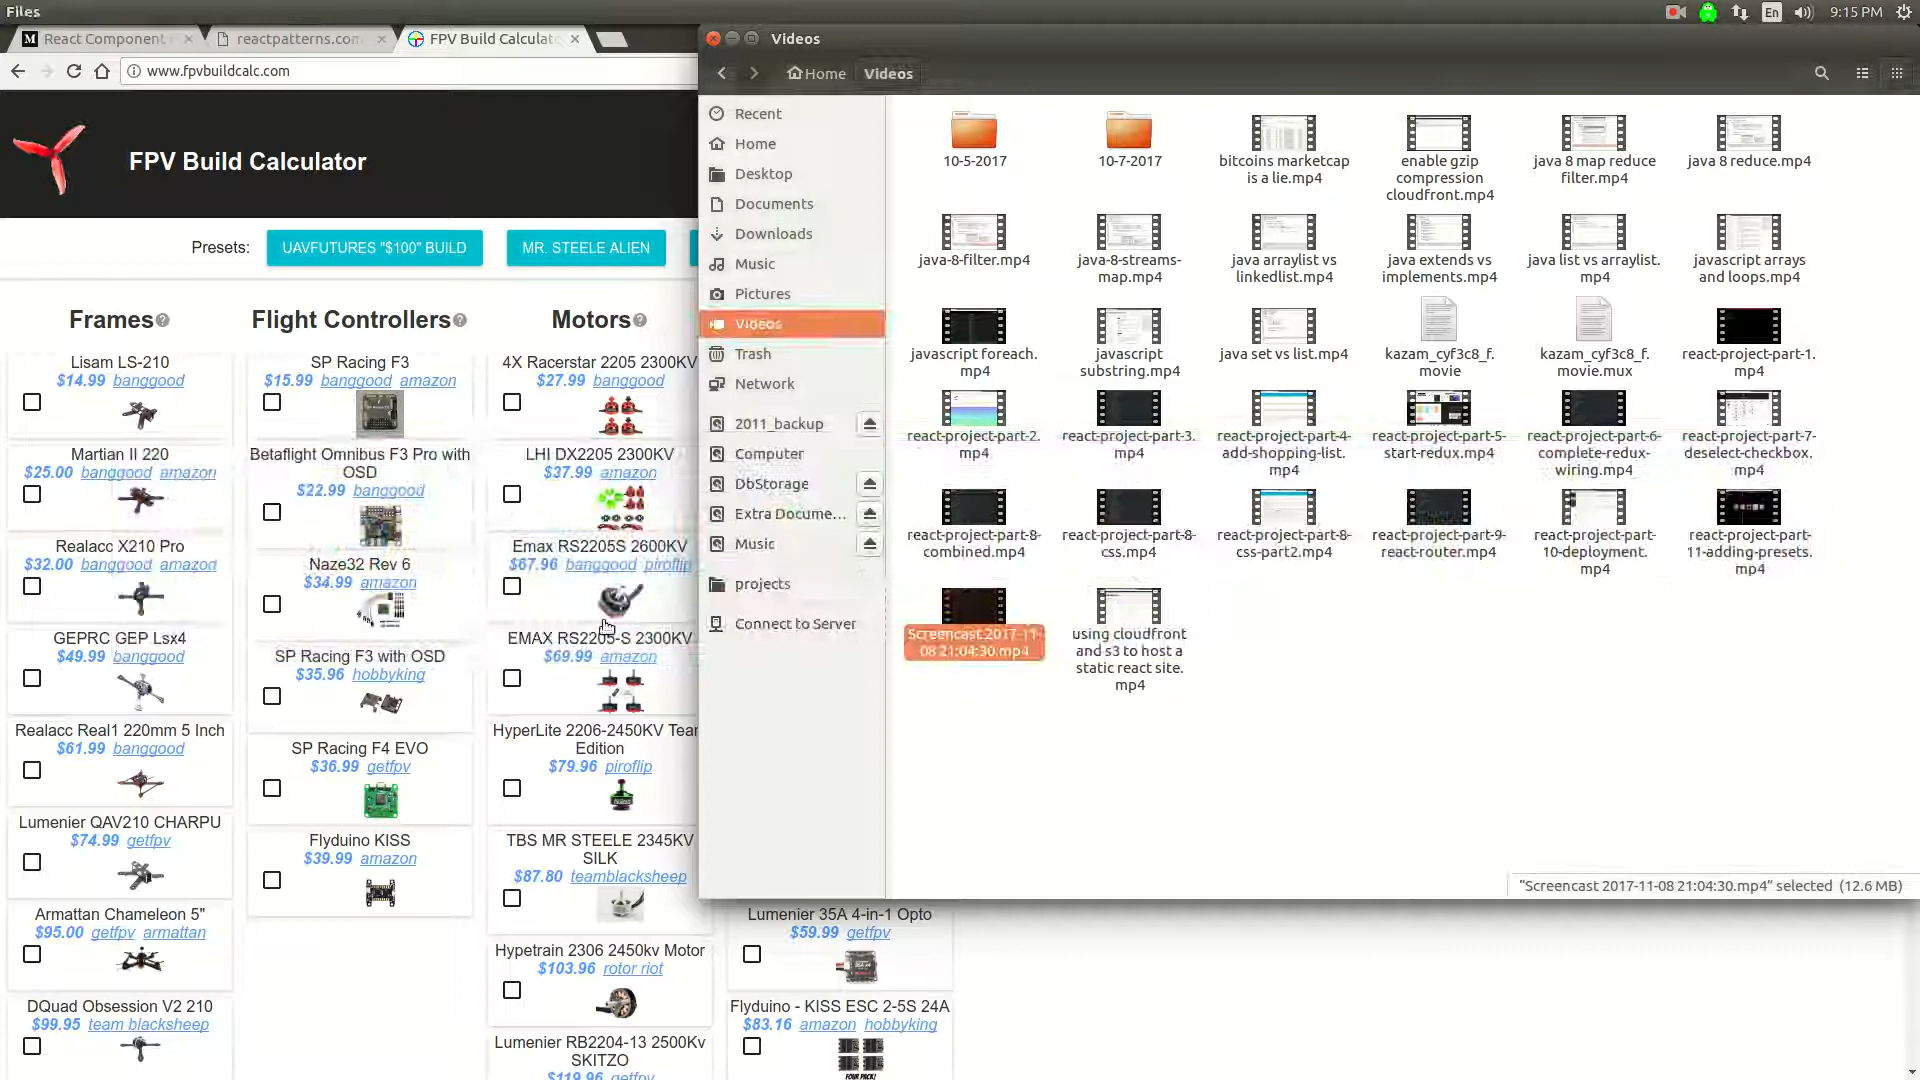 Files
En
9:15 PM
React Component
reactpatterns.com
FPV Build Calculato
www.fpvbuildcalc.com
FPV Build Calculator
Presets:
UAVFUTURES "$100" BUILD
MR. STEELE ALIEN
Frames
Lisam LS-210
$14.99 banggood
Martian II 220
$25.00 banggood amazon
Realacc X210 Pro
$32.00 banggood amazon
GEPRC GEP Lsx4
$49.99 banggood
Realacc Real1 220mm 5 Inch
$61.99 banggood
Lumenier QAV210 CHARPU
$74.99 getfpv
Armattan Chameleon 5"
$95.00 getfpv armattan
DQuad Obsession V2 210
$99.95 team blacksheep
Flight Controllers
SP Racing F3
$15.99 banggood amazon
Betaflight Omnibus F3 Pro with
OSD
$22.99 banggood
Naze32 Rev 6
$34.99 amazon
SP Racing F3 with OSD
$35.96 hobbyking
SP Racing F4 EVO
$36.99 getfpv
Flyduino KISS
$39.99 amazon
Motors
4X Racerstar 2205 2300KV
$27.99 banggood
LHI DX2205 2300KV
$37.99 amazon
Emax RS2205S 2600KV
$67.96 banggood piroflip
EMAX RS2205-S 2300KV
$69.99 amazon
HyperLite 2206-2450KV Team
Edition
$79.96 piroflip
TBS MR STEELE 2345KV
SILK
$87.80 teamblacksheep
Hypetrain 2306 2450kv Motor
$103.96 rotor riot
Lumenier RB2204-13 2500Kv
SKITZO
$119.96 getfpv
Lumenier 35A 4-in-1 Opto
$59.99 getfpv
Flyduino - KISS ESC 2-5S 24A
$83.16 amazon hobbyking
FOUR PACK!
Videos
Home
Videos
Recent
Home
Desktop
Documents
Downloads
Music
Pictures
Videos
Trash
Network
2011_backup
Computer
DbStorage
Extra Docume...
Music
projects
Connect to Server
10-5-2017
10-7-2017
bitcoins marketcap
is a lie.mp4
enable gzip
compression
cloudfront.mp4
java 8 map reduce
filter.mp4
java 8 reduce.mp4
java-8-filter.mp4
java-8-streams-
map.mp4
java arraylist vs
linkedlist.mp4
java extends vs
implements.mp4
java list vs arraylist.
mp4
javascript arrays
and loops.mp4
javascript foreach.
mp4
javascript
substring.mp4
java set vs list.mp4
kazam_cyf3c8_f.
movie
kazam_cyf3c8_f.
movie.mux
react-project-part-1.
mp4
react-project-part-2.
mp4
react-project-part-3.
mp4
react-project-part-4-
add-shopping-list.
mp4
react-project-part-5-
start-redux.mp4
react-project-part-6-
complete-redux-
wiring.mp4
react-project-part-7-
deselect-checkbox.
mp4
react-project-part-8-
combined.mp4
react-project-part-8-
css.mp4
react-project-part-8-
css-part2.mp4
react-project-part-9-
react-router.mp4
react-project-part-
10-deployment.
mp4
react-project-part-
11-adding-presets.
mp4
Screencast 2017-11-
08 21:04:30.mp4
using cloudfront
and s3 to host a
static react site.
mp4
"Screencast 2017-11-08 21:04:30.mp4" selected (12.6 MB)